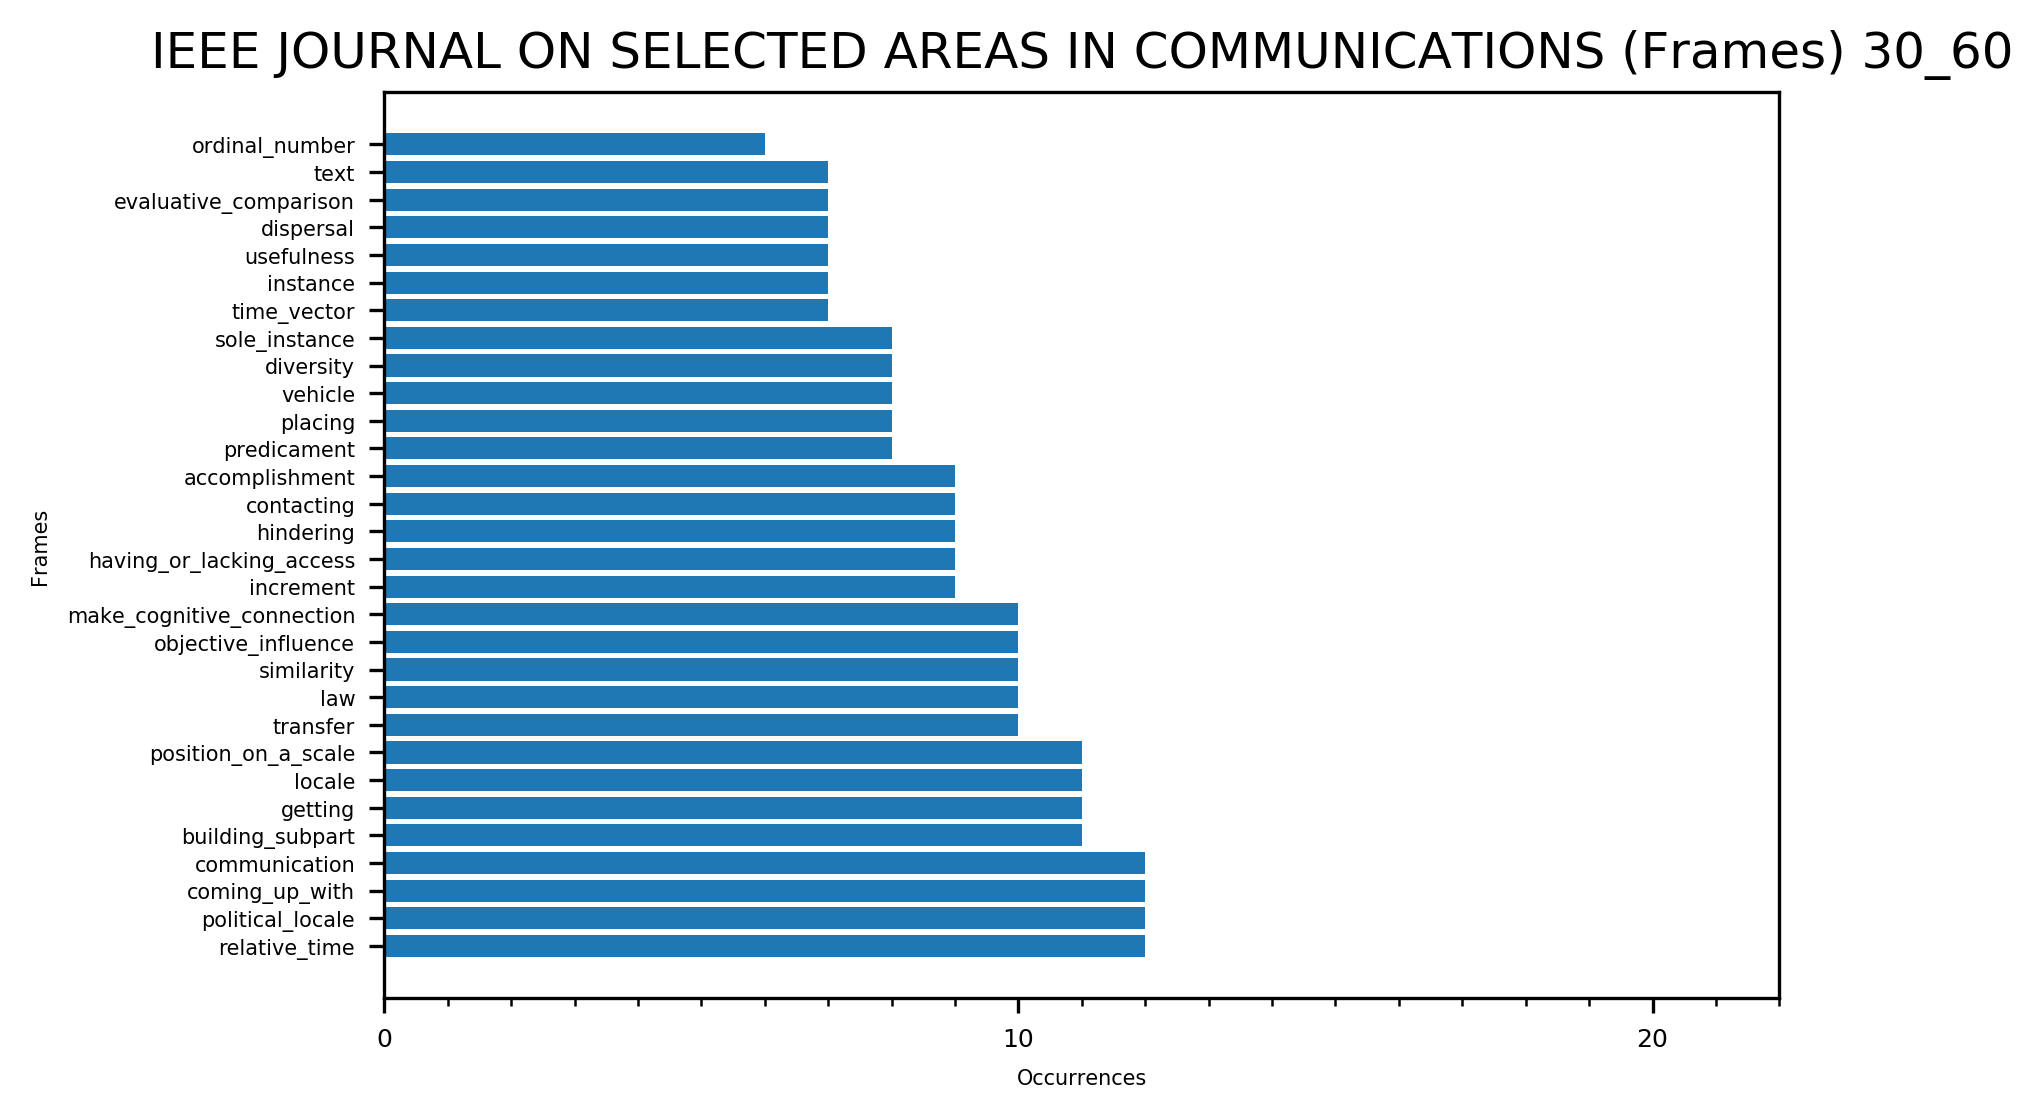 IEEE JOURNAL ON SELECTED AREAS IN COMMUNICATIONS (Frames) 30_60
ordinal_number
text
evaluative_comparison
dispersal
usefulness
instance
time_vector
sole_instance
diversity
vehicle
placing
predicament
accomplishment
contacting
hindering
having_or_lacking_access
increment
make_cognitive_connection
objective_influence
similarity
law
transfer
position_on_a_scale
locale
getting
building_subpart
communication
coming_up_with
political_locale
relative_time
Frames
0 10 20
Occurrences